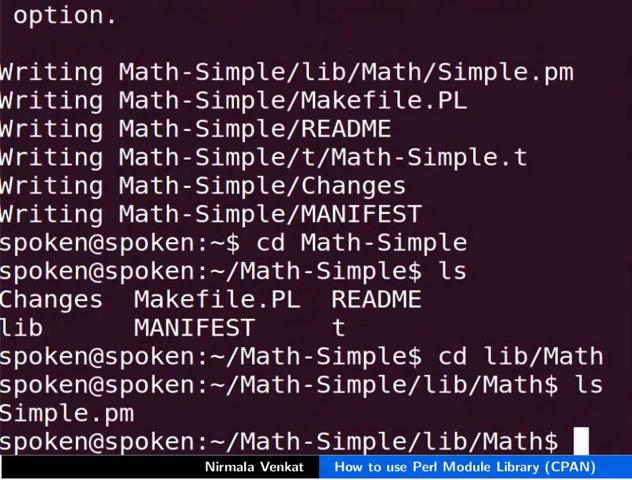 option.
Writing Math-Simple/lib/Math/Simple.pm
Writing Math-Simple/Makefile.PL
Writing Math-Simple/README
Writing Math-Simple/t/Math-Simple.t
Writing Math-Simple/Changes
Writing Math-Simple/MANIFEST
spoken@spoken:~$ cd Math-Simple
spoken@spoken:~/Math-Simple$ ls
Changes  Makefile.PL  README
lib      MANIFEST     t
spoken@spoken:~/Math-Simple$ cd lib/Math
spoken@spoken:~/Math-Simple/lib/Math$ ls
Simple.pm
spoken@spoken:~/Math-Simple/lib/Math$
Nirmala Venkat  How to use Perl Module Library (CPAN)